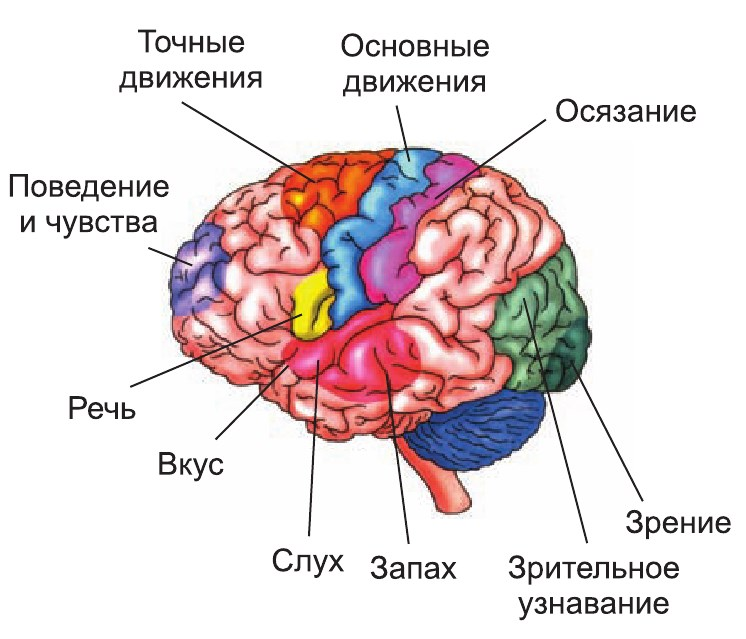 Точные
движения
Основные
движения
Осязание
Поведение
и чувства
Речь
Вкус
Слух
Запах
Зрительное
узнавание
Зрение